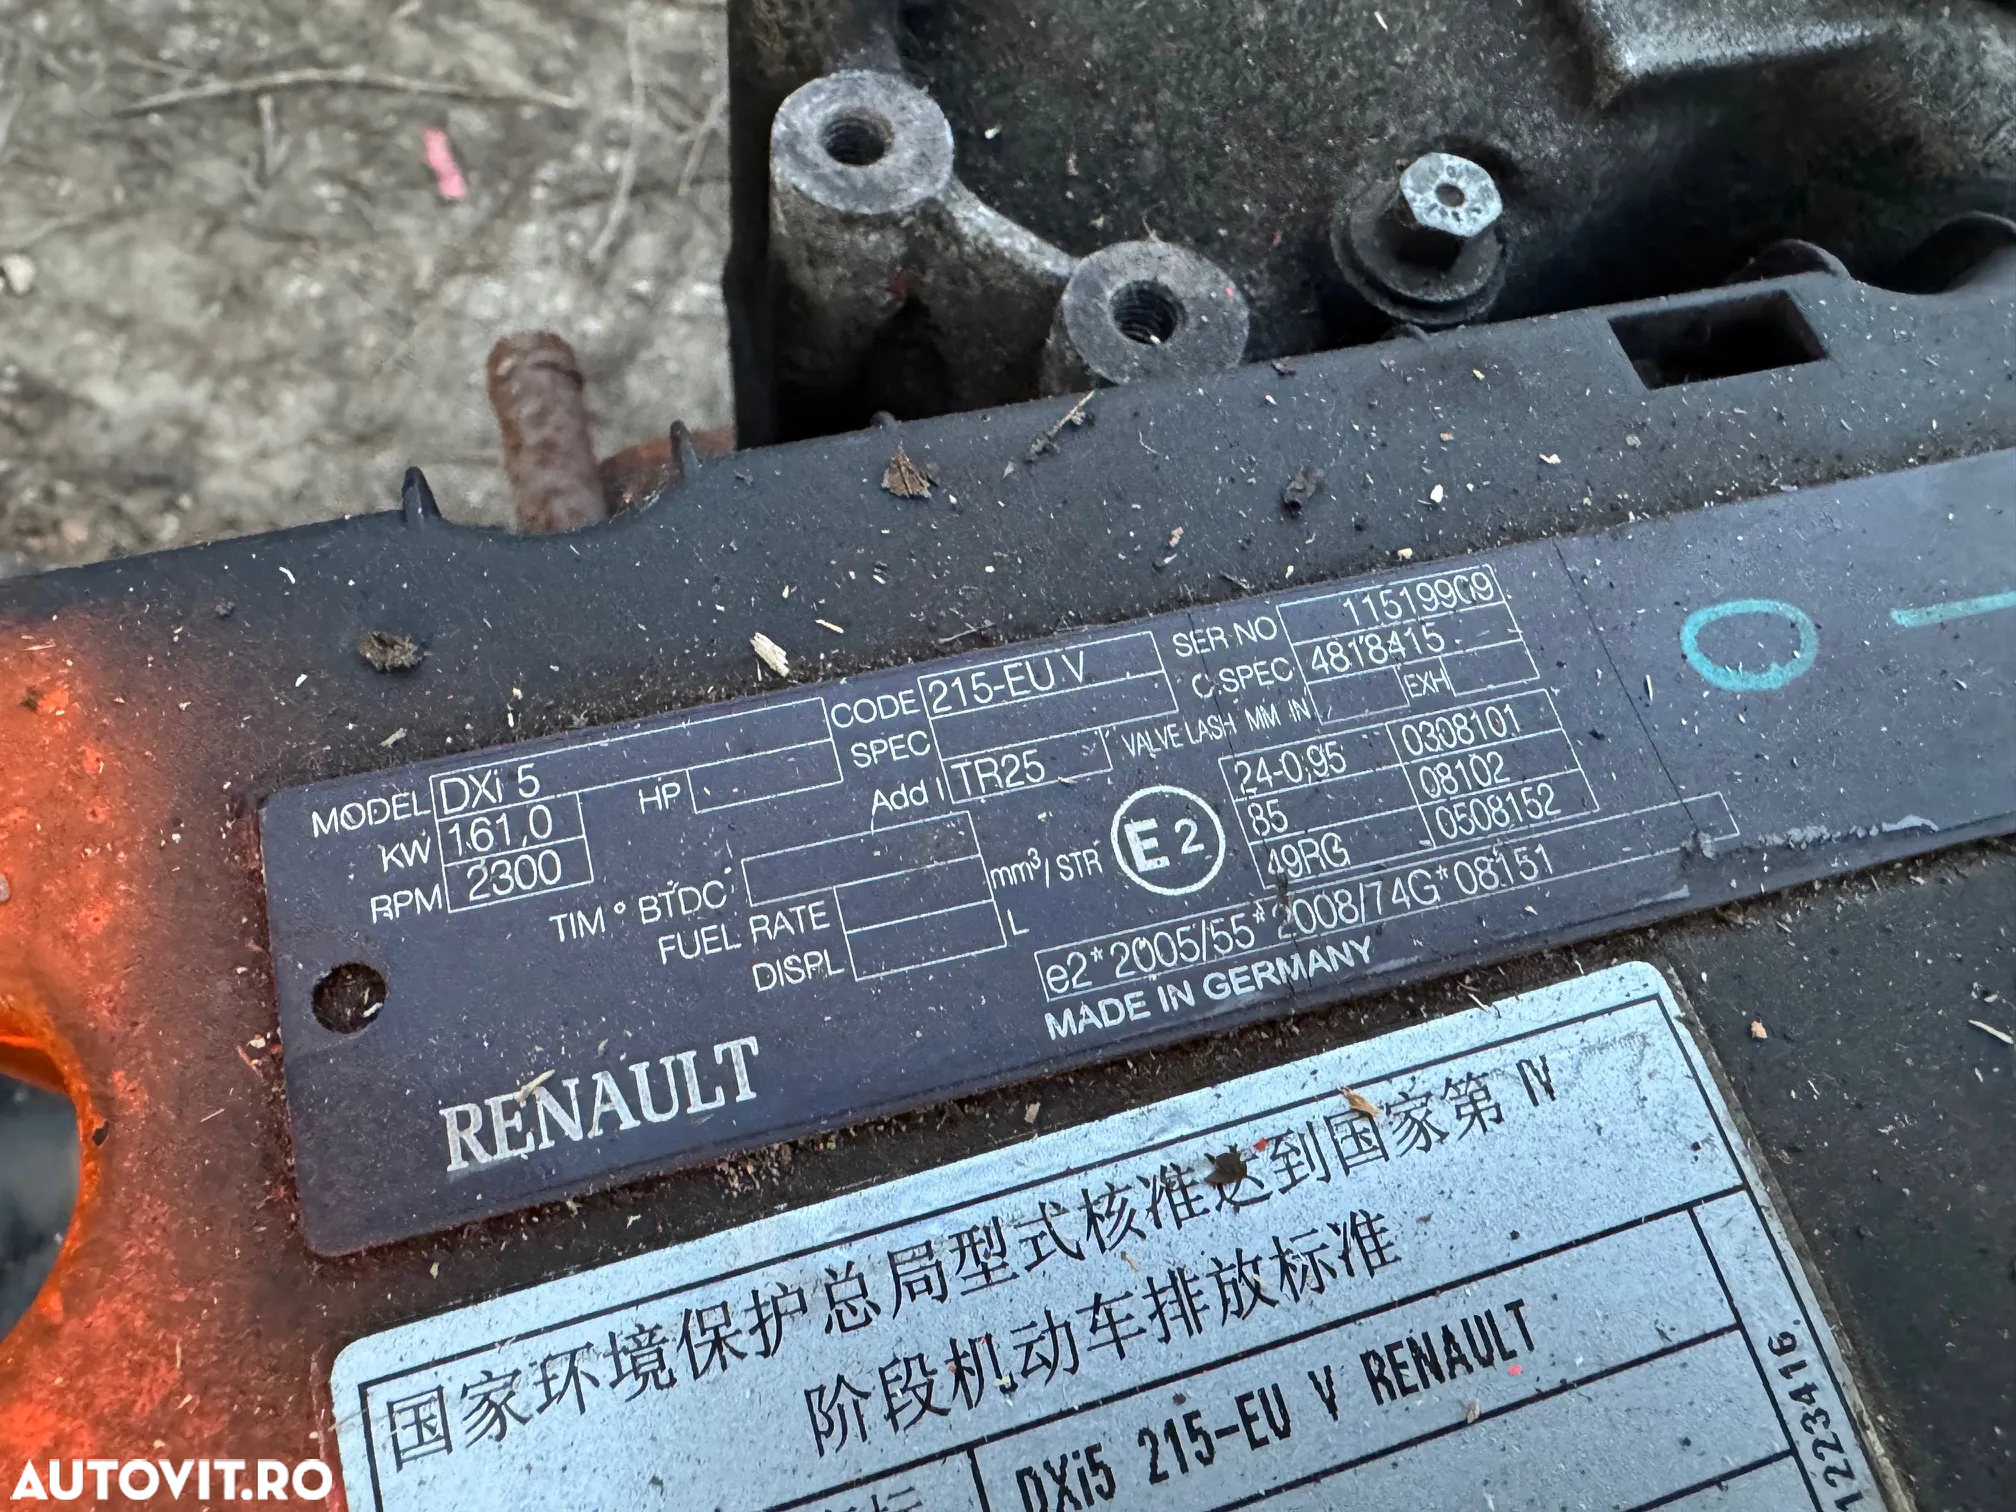 MODEL DXi 5
KW 161,0
RPM 2300
HP
CODE 215-EU V
SPEC
Add I TR25
TIM ° BTDC
FUEL RATE mm³/STR
DISPL L
SER NO 11519909
C.SPEC 4818415
VALVE LASH MM IN EXH
E2
24-0,95 0308101
85 08102
49RG 0508152
e2*2005/55*2008/74G*08151
MADE IN GERMANY
RENAULT
国家环境保护总局型式核准达到国家第 IV
阶段机动车排放标准
DXi5 215-EU V RENAULT
1223416
AUTOVIT.RO